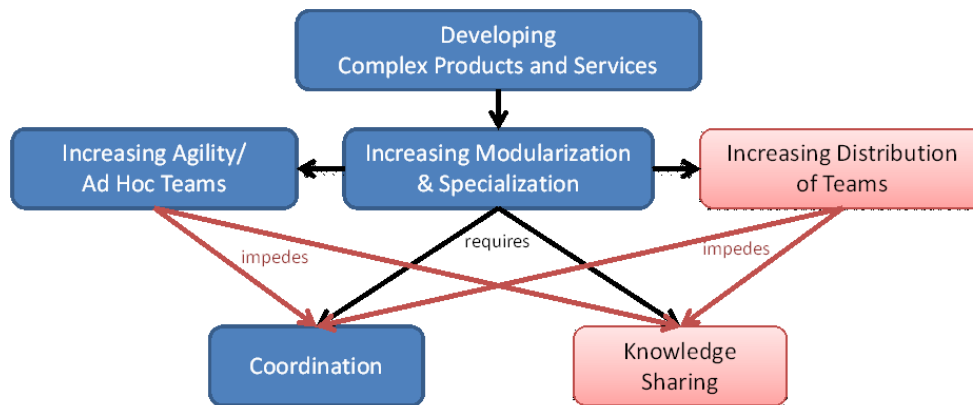 Developing
Complex Products and Services
Increasing Agility/
Ad Hoc Teams
Increasing Modularization
& Specialization
Increasing Distribution
of Teams
impedes
requires
impedes
Coordination
Knowledge
Sharing